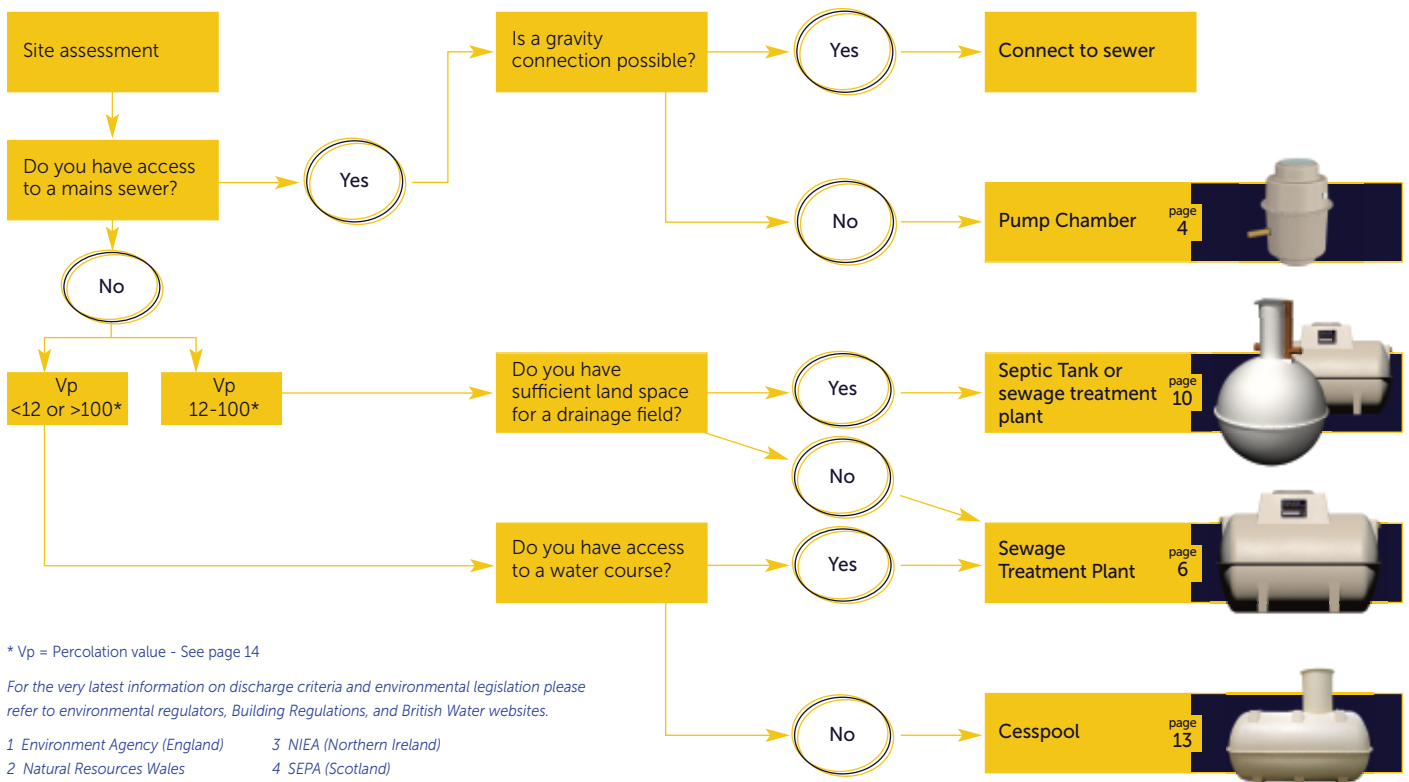 Site assessment
Is a gravity
connection possible?
Yes
Connect to sewer
Do you have access
to a mains sewer?
Yes
No
Pump Chamber
page
4
No
Vp
<12 or >100*
Vp
12-100*
Do you have
sufficient land space
for a drainage field?
Yes
Septic Tank or
sewage treatment
plant
page
10
No
Do you have access
to a water course?
Yes
Sewage
Treatment Plant
page
6
No
Cesspool
page
13
* Vp = Percolation value - See page 14
For the very latest information on discharge criteria and environmental legislation please
refer to environmental regulators, Building Regulations, and British Water websites.
1 Environment Agency (England)
2 Natural Resources Wales
3 NIEA (Northern Ireland)
4 SEPA (Scotland)